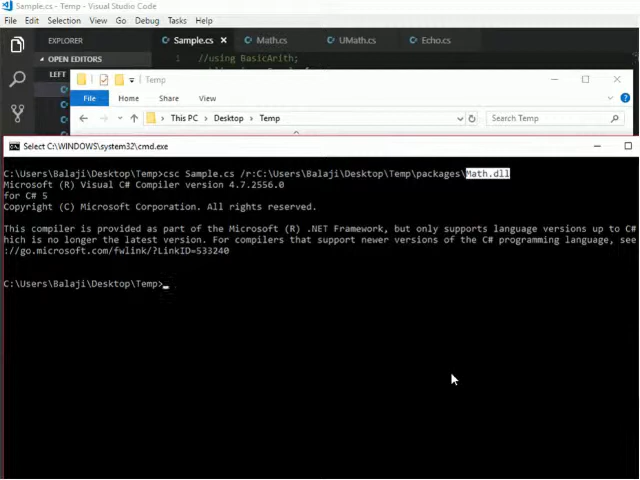 Sample.cs - Temp - Visual Studio Code
File Edit Selection View Go Debug Tasks Help
EXPLORER
Sample.cs
Math.cs
UMath.cs
Echo.cs
OPEN EDITORS
1 //using BasicArith;
LEFT
Temp
File Home Share View
This PC > Desktop > Temp
Search Temp
Select C:\WINDOWS\system32\cmd.exe
C:\Users\Balaji\Desktop\Temp>csc Sample.cs /r:C:\Users\Balaji\Desktop\Temp\packages\Math.dll
Microsoft (R) Visual C# Compiler version 4.7.2556.0
for C# 5
Copyright (C) Microsoft Corporation. All rights reserved.
This compiler is provided as part of the Microsoft (R) .NET Framework, but only supports language versions up to C#
hich is no longer the latest version. For compilers that support newer versions of the C# programming language, see
://go.microsoft.com/fwlink/?LinkID=533240
C:\Users\Balaji\Desktop\Temp>